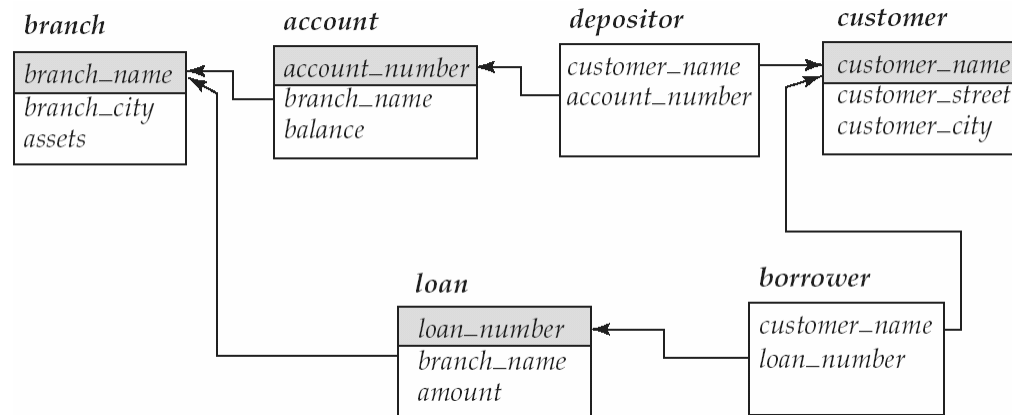 branch
branch_name
branch_city
assets
account
account_number
branch_name
balance
depositor
customer_name
account_number
customer
customer_name
customer_street
customer_city
loan
loan_number
branch_name
amount
borrower
customer_name
loan_number